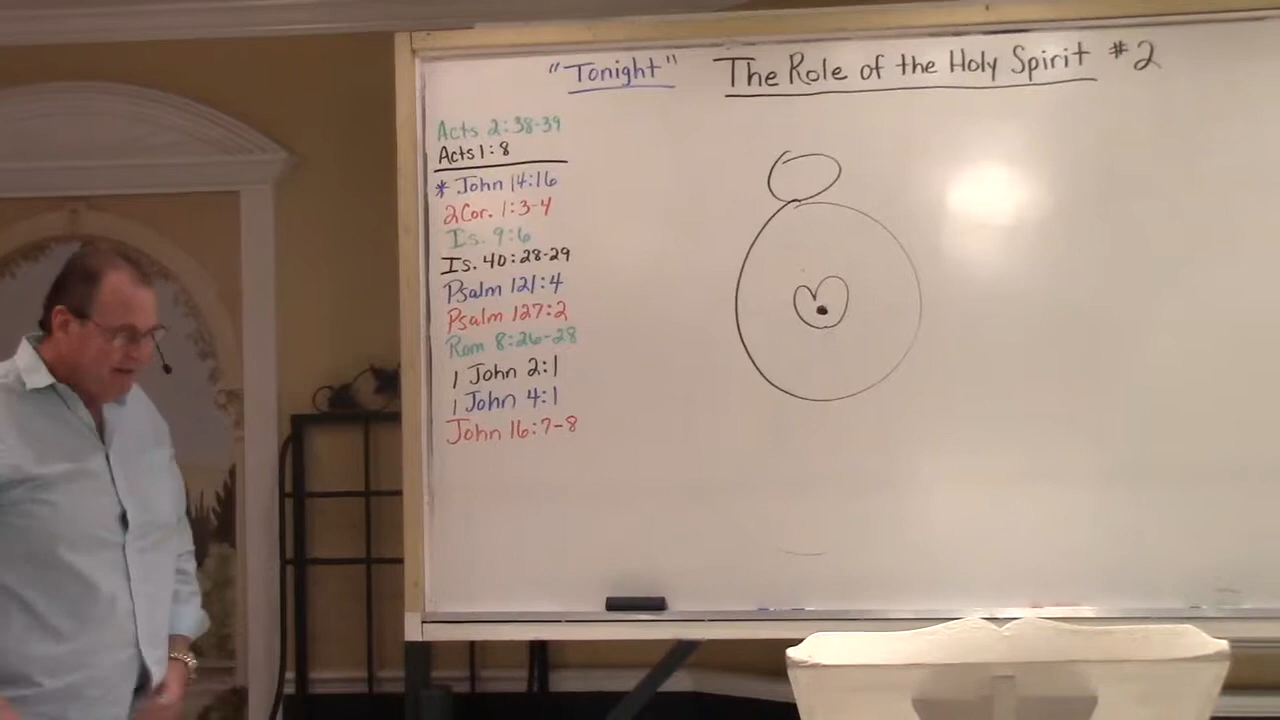 "Tonight" The Role of the Holy Spirit #2
Acts 2:38-39
Acts 1:8
* John 14:16
2 Cor. 1:3-4
Is. 9:6
Is. 40:28-29
Psalm 121:4
Psalm 127:2
Rom 8:26-28
1 John 2:1
1 John 4:1
John 16:7-8